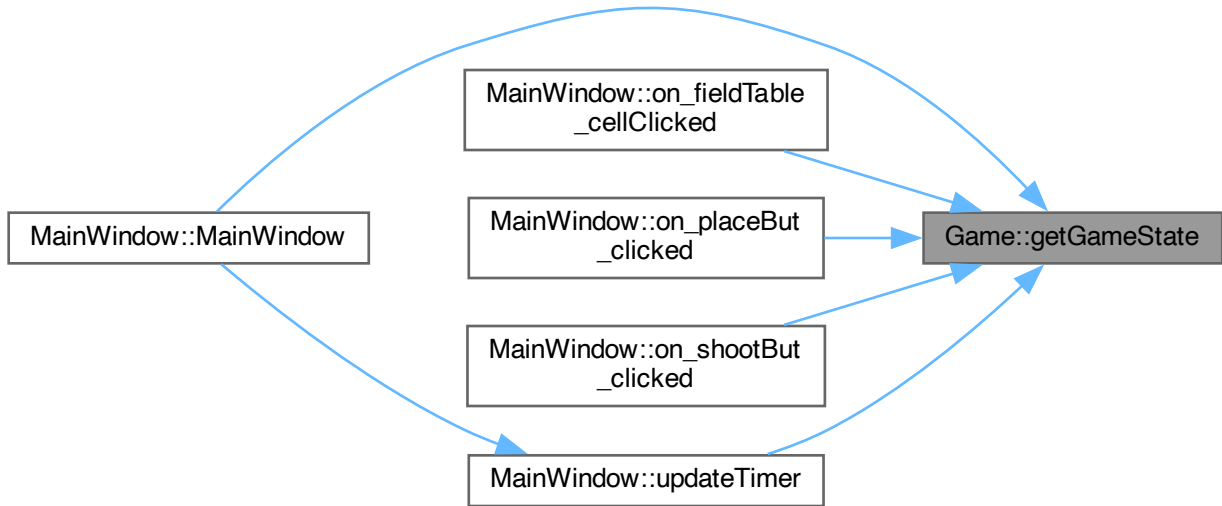 MainWindow::MainWindow
MainWindow::on_fieldTable
_cellClicked
MainWindow::on_placeBut
_clicked
MainWindow::on_shootBut
_clicked
MainWindow::updateTimer
Game::getGameState